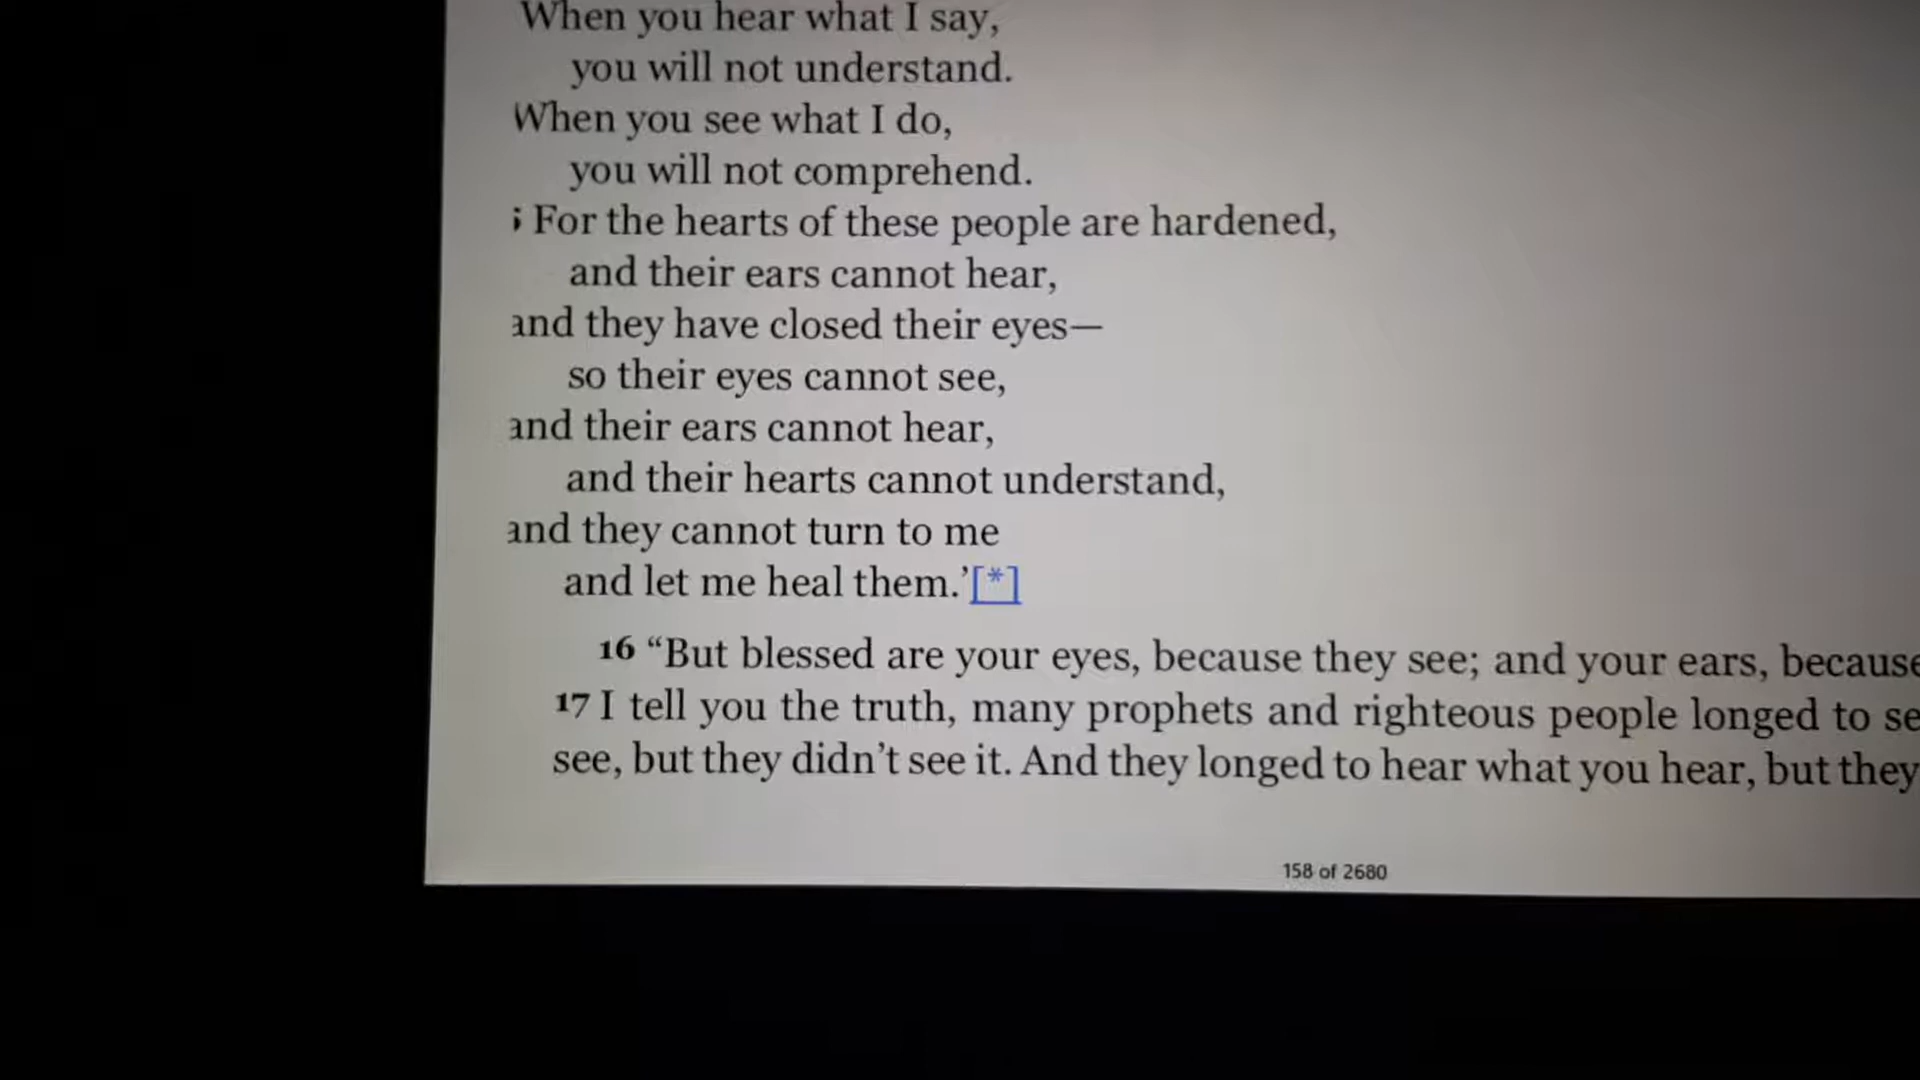 When you hear what I say,
you will not understand.
When you see what I do,
you will not comprehend.
For the hearts of these people are hardened,
and their ears cannot hear,
and they have closed their eyes—
so their eyes cannot see,
and their ears cannot hear,
and their hearts cannot understand,
and they cannot turn to me
and let me heal them.’[*]
16 “But blessed are your eyes, because they see; and your ears, because
17 I tell you the truth, many prophets and righteous people longed to se
see, but they didn’t see it. And they longed to hear what you hear, but they
158 of 2680